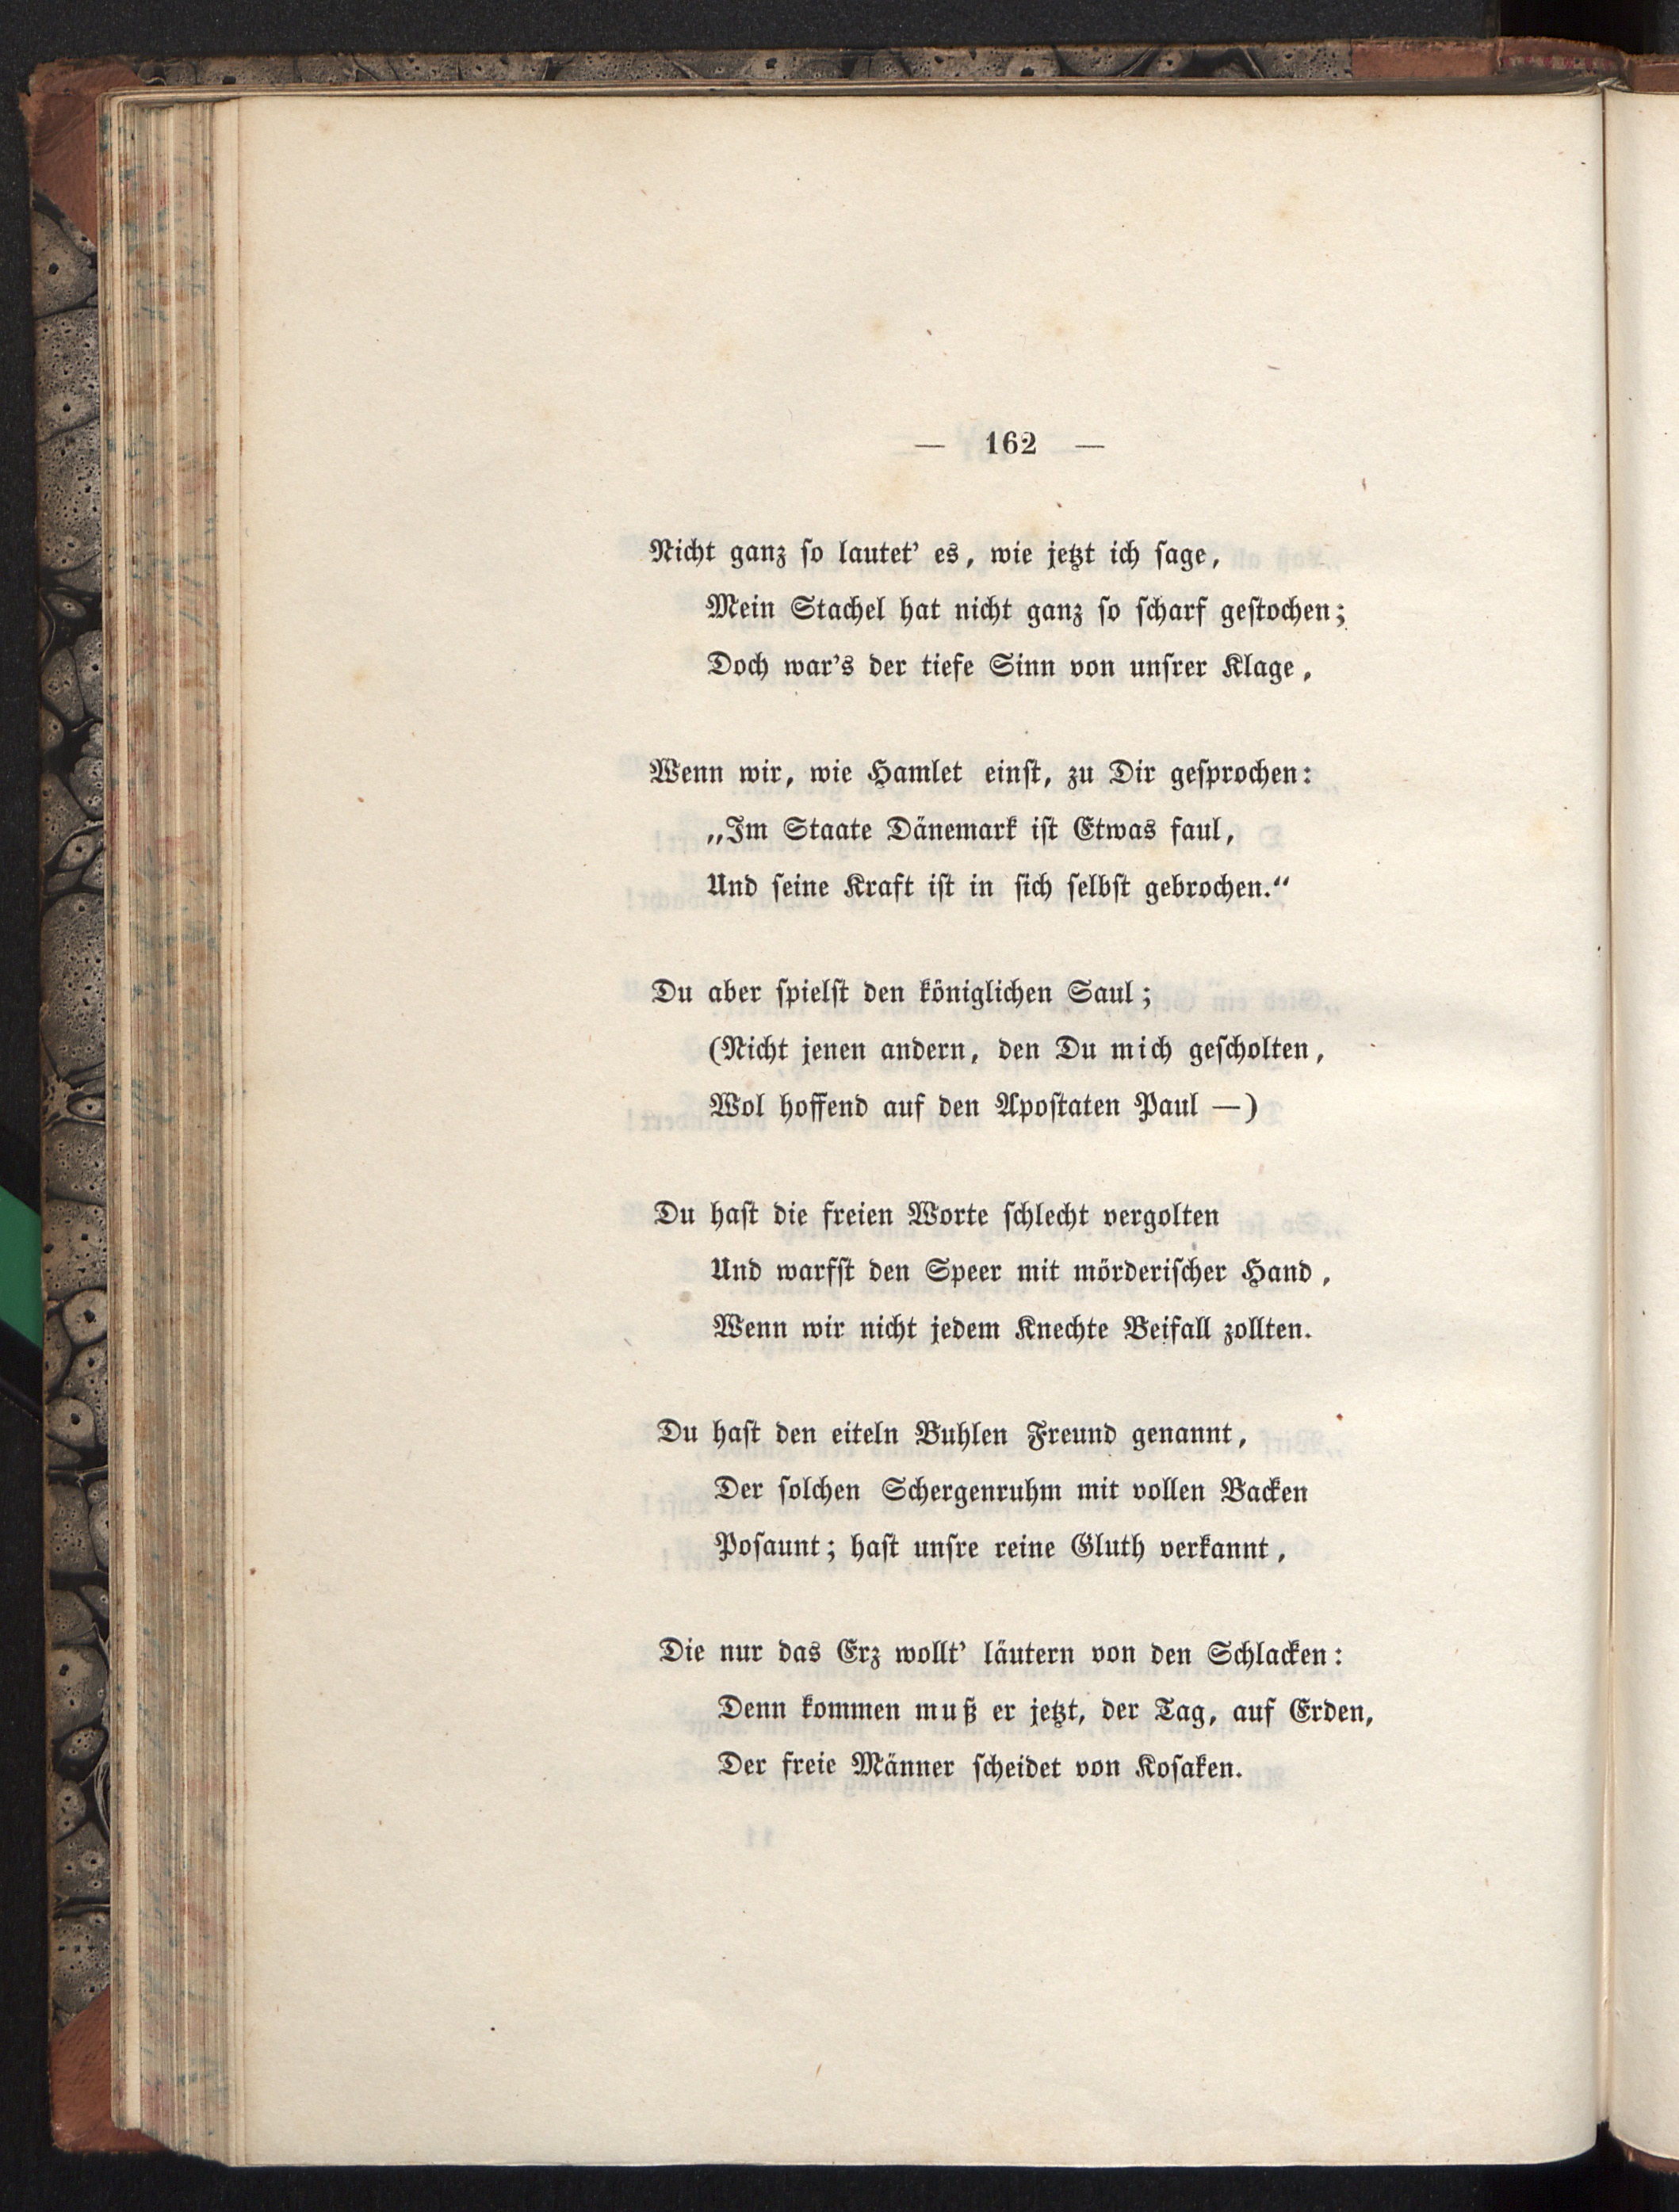 — 162 —
Nicht ganz ſo lautet’ es, wie jetzt ich ſage,
Mein Stachel hat nicht ganz ſo ſcharf geſtochen;
Doch war’s der tiefe Sinn von unſrer Klage,
Wenn wir, wie Hamlet einſt, zu Dir geſprochen:
„Im Staate Dänemark iſt Etwas faul,
Und ſeine Kraft iſt in ſich ſelbſt gebrochen.“
Du aber ſpielſt den königlichen Saul;
(Nicht jenen andern, den Du mich geſcholten,
Wol hoffend auf den Apoſtaten Paul —)
Du haſt die freien Worte ſchlecht vergolten
Und warfſt den Speer mit mörderiſcher Hand,
Wenn wir nicht jedem Knechte Beifall zollten.
Du haſt den eiteln Buhlen Freund genannt,
Der ſolchen Schergenruhm mit vollen Backen
Poſaunt; haſt unſre reine Gluth verkannt,
Die nur das Erz wollt’ läutern von den Schlacken:
Denn kommen muß er jetzt, der Tag, auf Erden,
Der freie Männer ſcheidet von Koſaken.